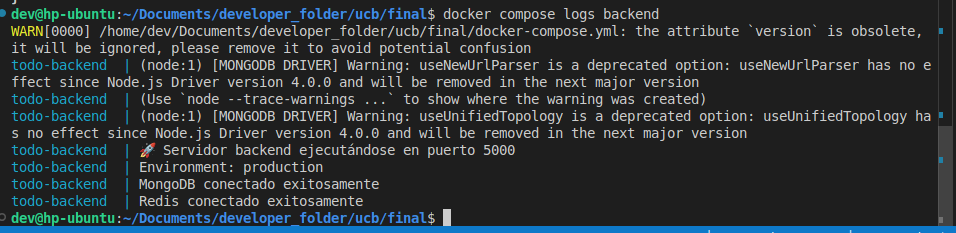 dev@hp-ubuntu:~/Documents/developer_folder/ucb/final$ docker compose logs backend
WARN[0000] /home/dev/Documents/developer_folder/ucb/final/docker-compose.yml: the attribute `version` is obsolete,
it will be ignored, please remove it to avoid potential confusion
todo-backend  | (node:1) [MONGODB DRIVER] Warning: useNewUrlParser is a deprecated option: useNewUrlParser has no e
ffect since Node.js Driver version 4.0.0 and will be removed in the next major version
todo-backend  | (Use `node --trace-warnings ...` to show where the warning was created)
todo-backend  | (node:1) [MONGODB DRIVER] Warning: useUnifiedTopology is a deprecated option: useUnifiedTopology ha
s no effect since Node.js Driver version 4.0.0 and will be removed in the next major version
todo-backend  | 🚀 Servidor backend ejecutándose en puerto 5000
todo-backend  | Environment: production
todo-backend  | MongoDB conectado exitosamente
todo-backend  | Redis conectado exitosamente
dev@hp-ubuntu:~/Documents/developer_folder/ucb/final$